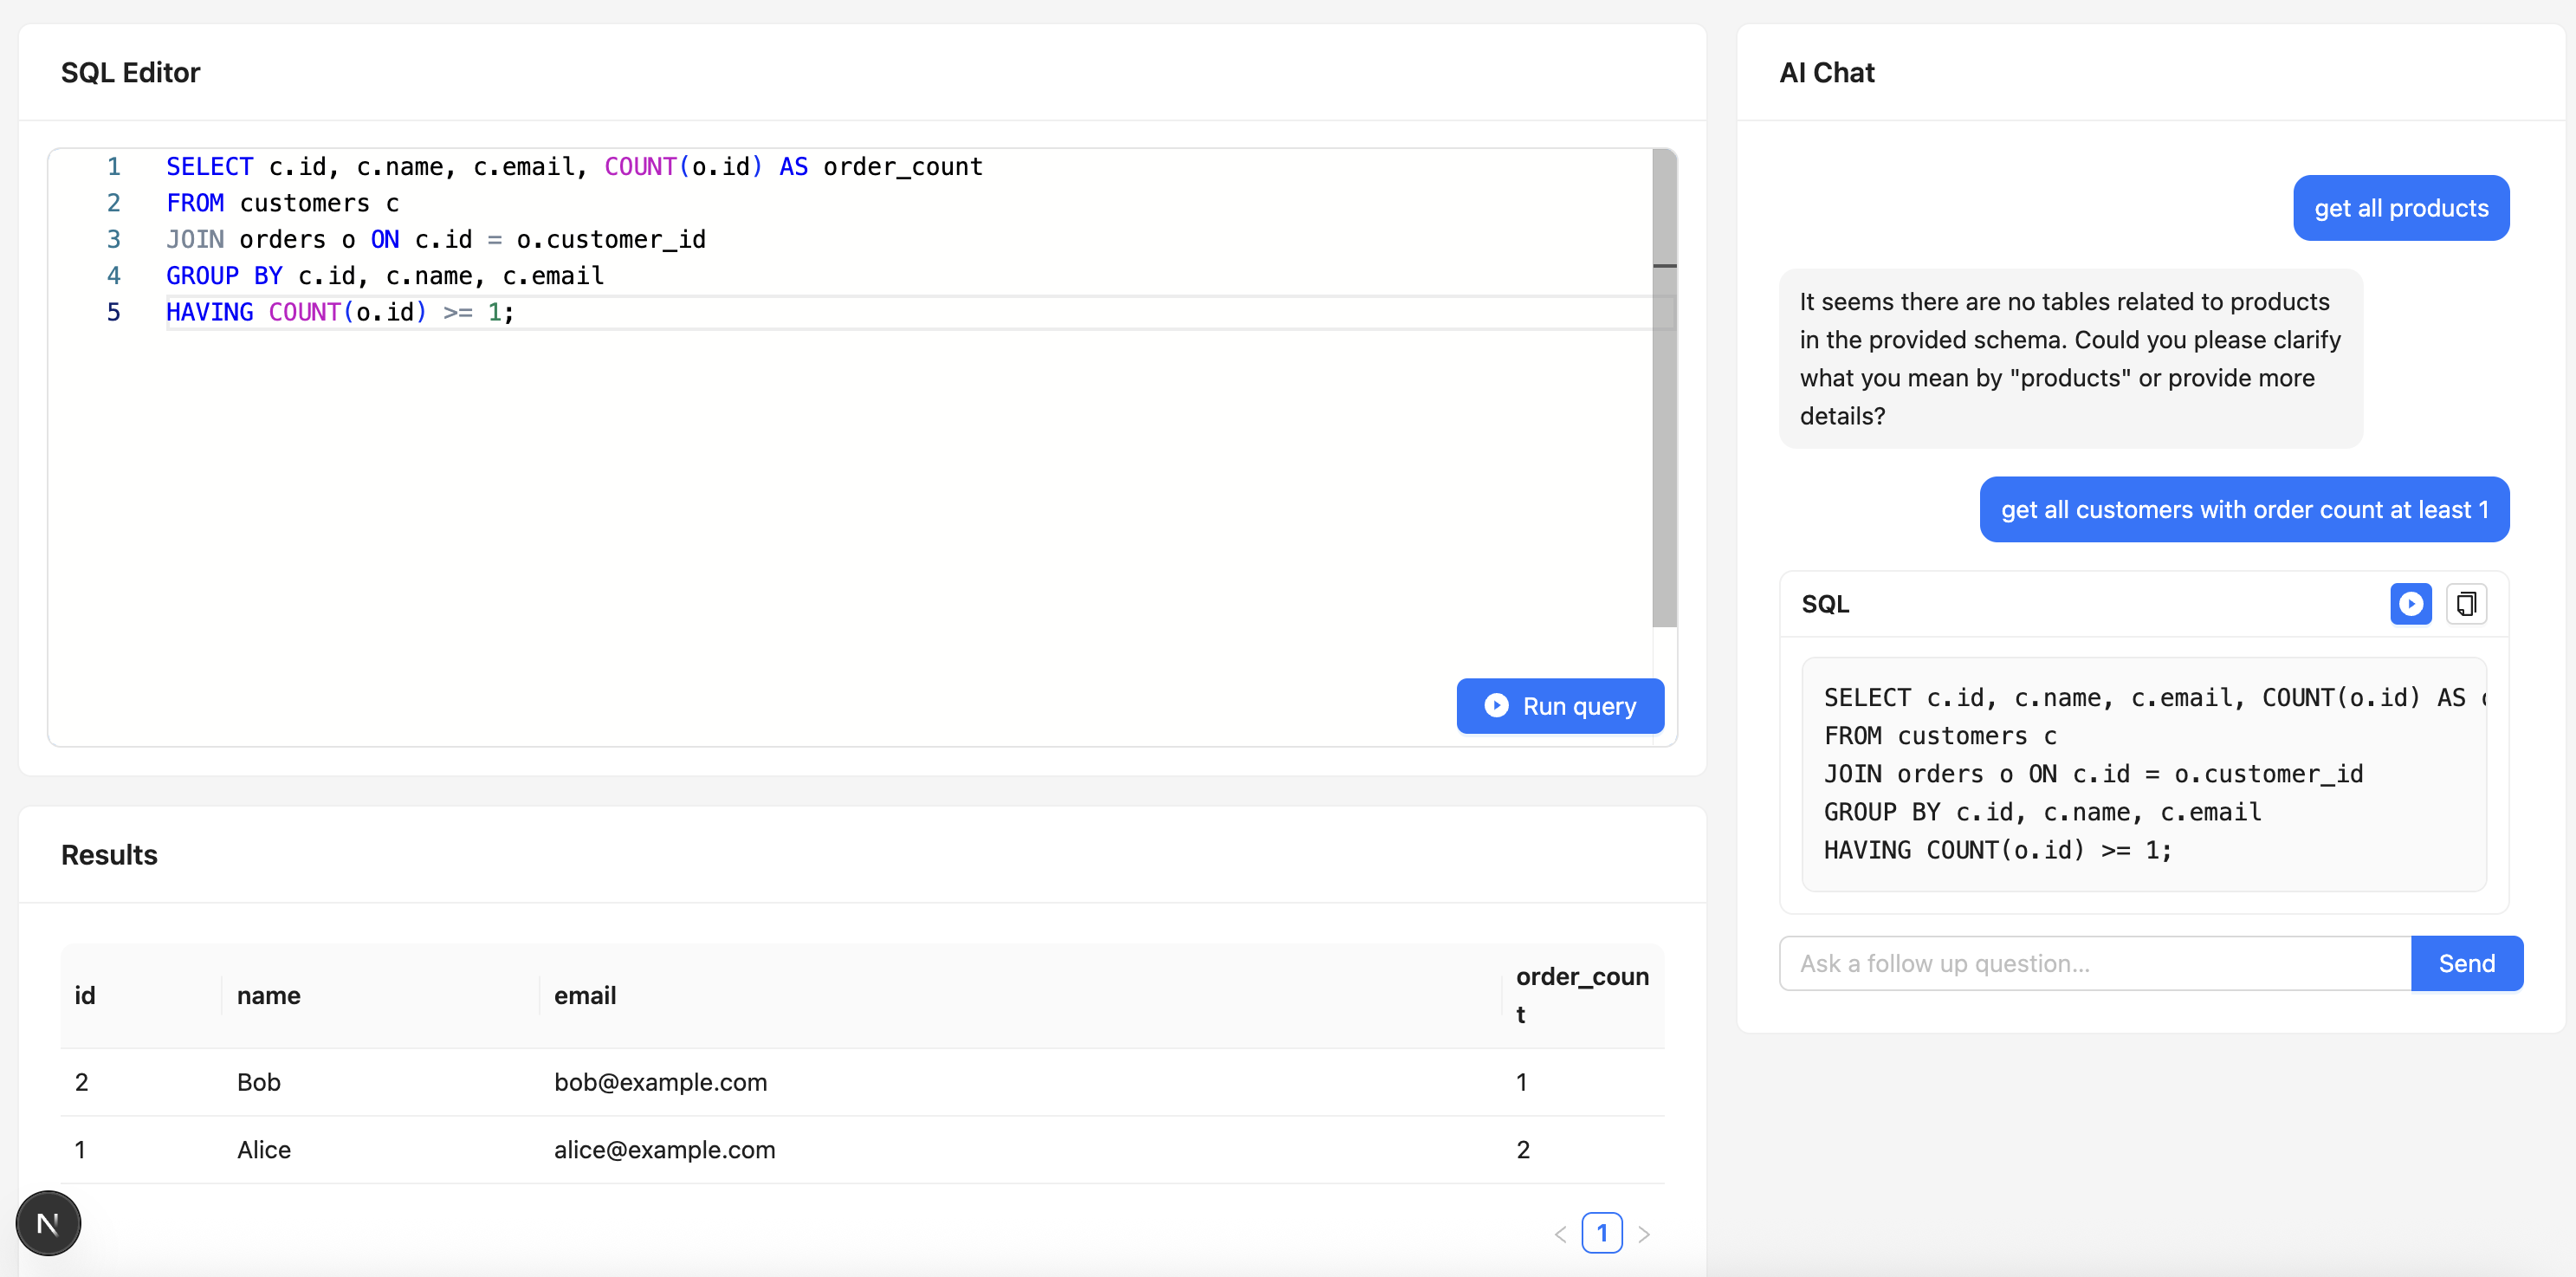 SQL Editor
1 SELECT c.id, c.name, c.email, COUNT(o.id) AS order_count
2 FROM customers c
3 JOIN orders o ON c.id = o.customer_id
4 GROUP BY c.id, c.name, c.email
5 HAVING COUNT(o.id) >= 1;
Run query
Results
id name email order_coun
t
2 Bob bob@example.com 1
1 Alice alice@example.com 2
< 1 >
N
AI Chat
get all products
It seems there are no tables related to products
in the provided schema. Could you please clarify
what you mean by "products" or provide more
details?
get all customers with order count at least 1
SQL
SELECT c.id, c.name, c.email, COUNT(o.id) AS
FROM customers c
JOIN orders o ON c.id = o.customer_id
GROUP BY c.id, c.name, c.email
HAVING COUNT(o.id) >= 1;
Ask a follow up question...
Send